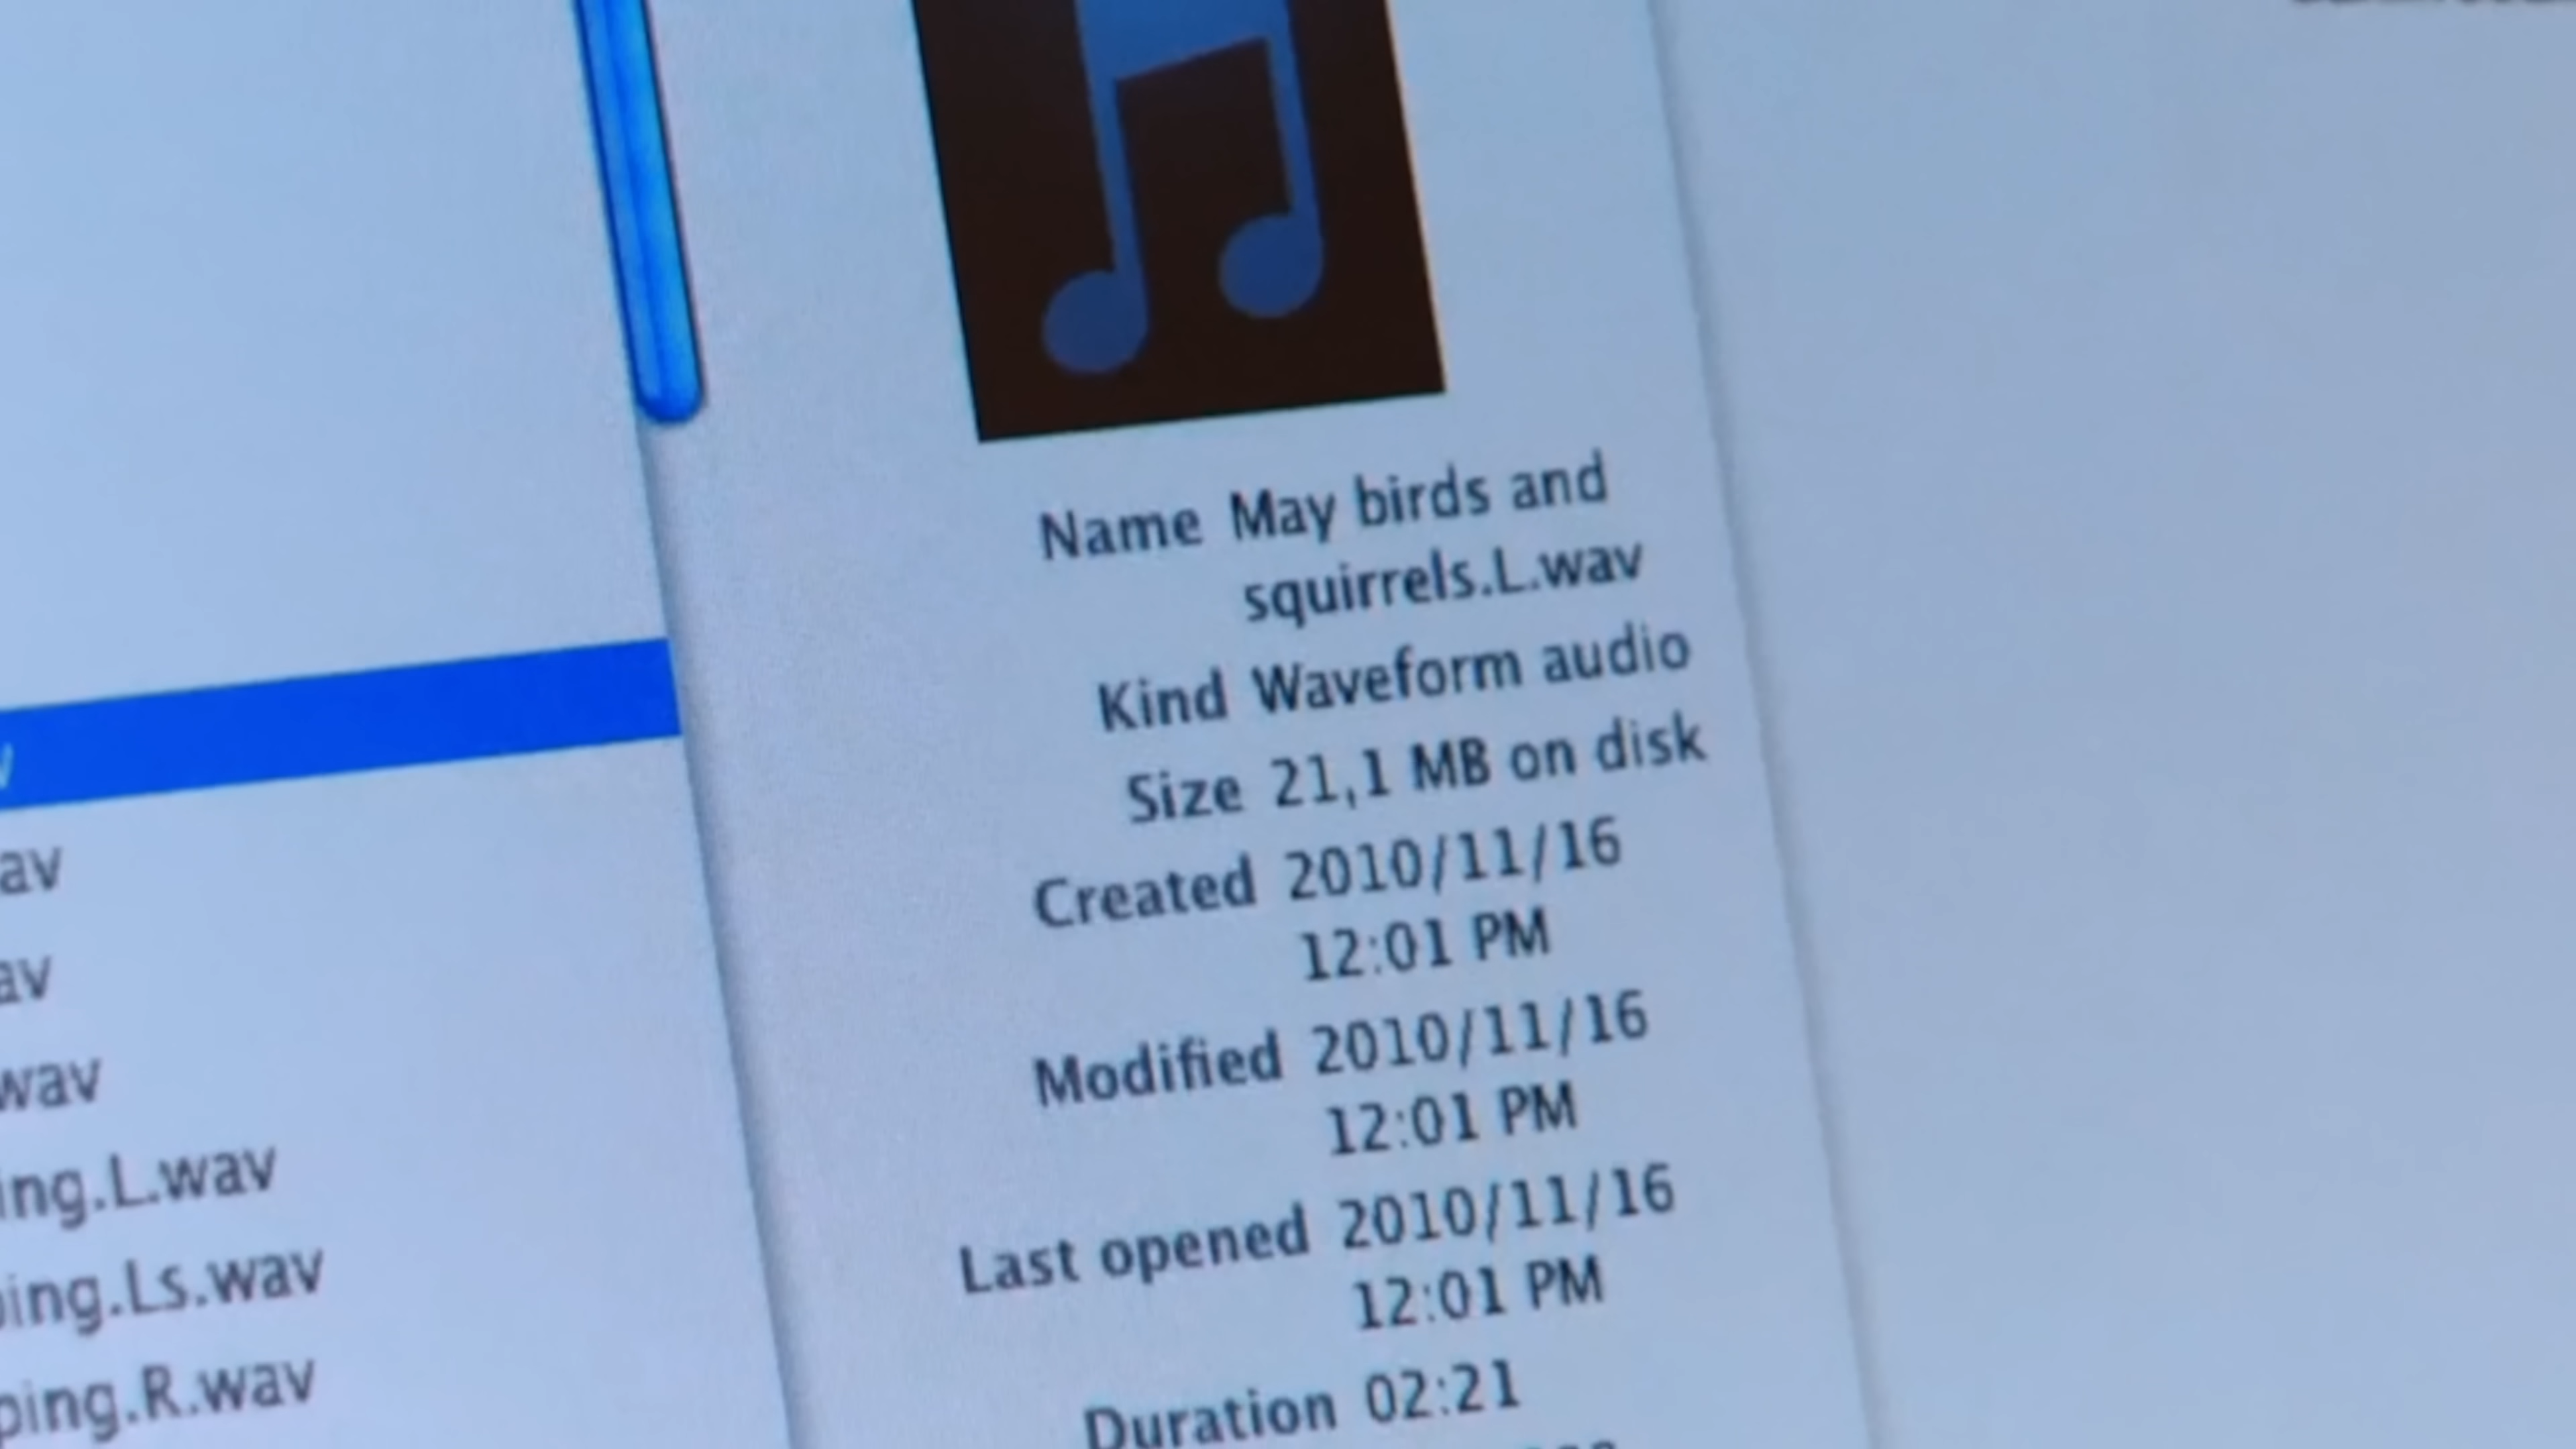 av
av
wav
ing.L.wav
ing.Ls.wav
ping.R.wav
Name May birds and
squirrels.L.wav
Kind Waveform audio
Size 21,1 MB on disk
Created 2010/11/16
12:01 PM
Modified 2010/11/16
12:01 PM
Last opened 2010/11/16
12:01 PM
Duration 02:21